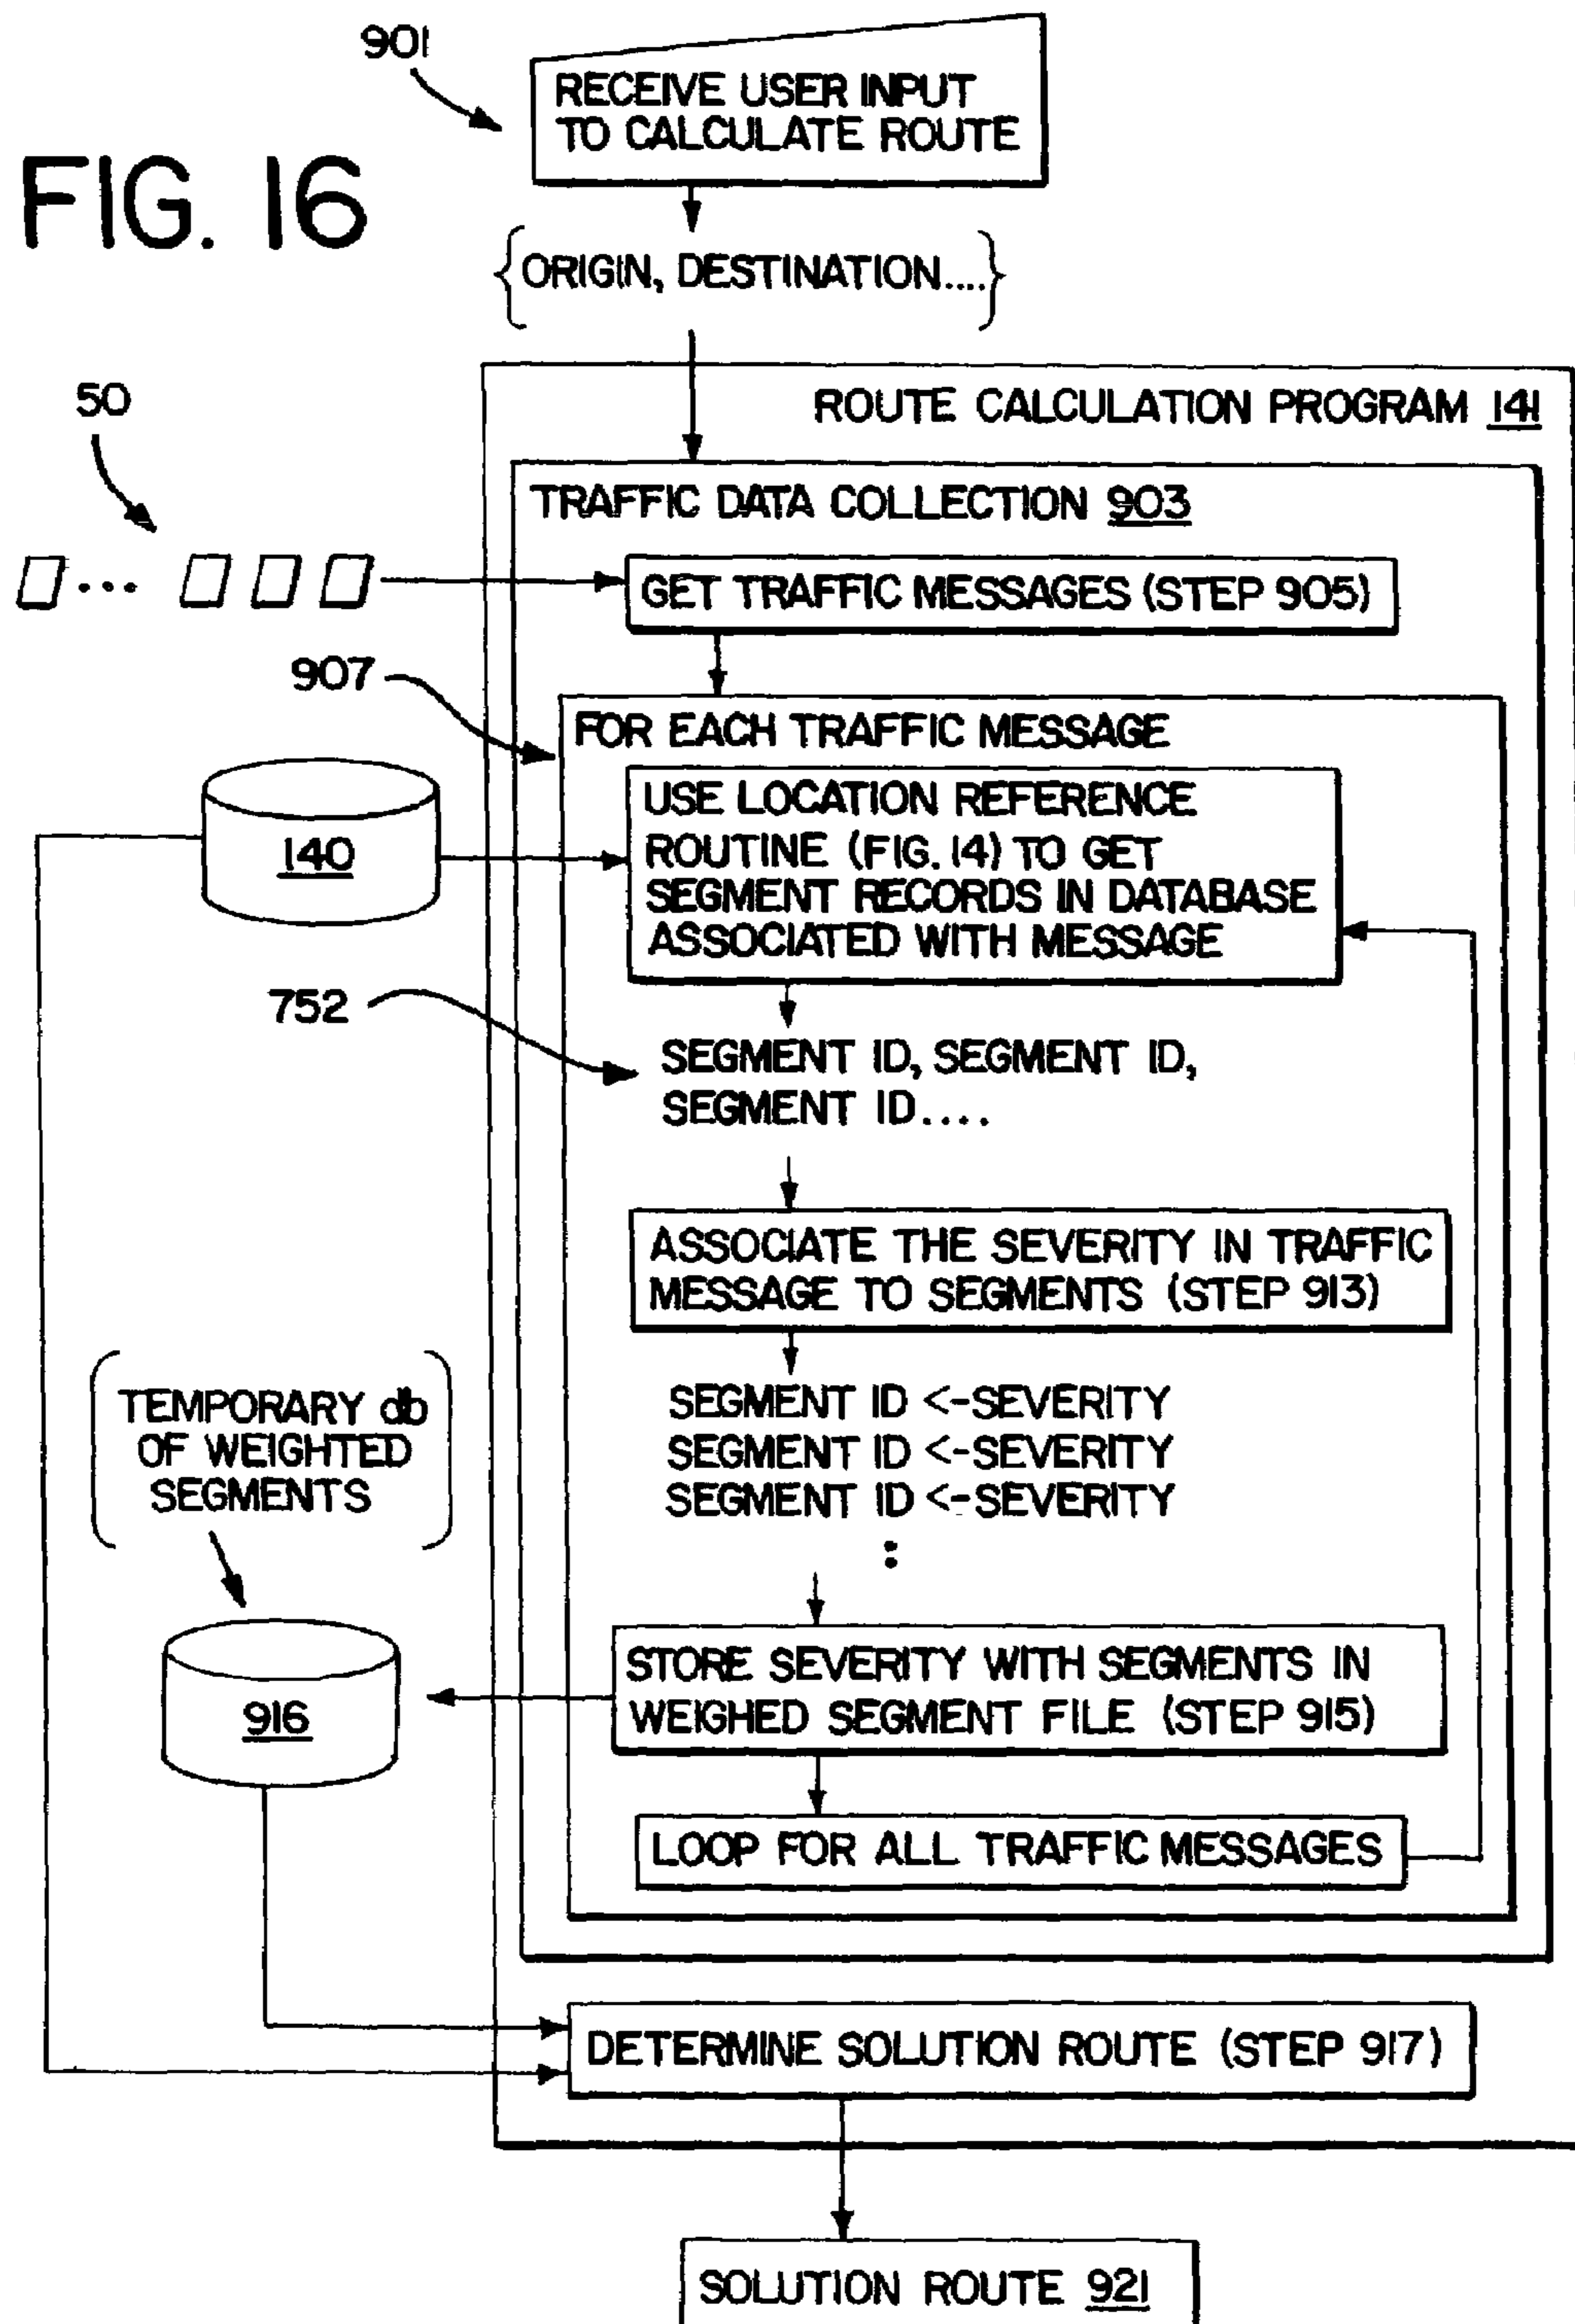 901
RECEIVE USER INPUT
TO CALCULATE ROUTE
FIG. 16
{ORIGIN, DESTINATION....}
ROUTE CALCULATION PROGRAM 141
50
TRAFFIC DATA COLLECTION 903
GET TRAFFIC MESSAGES (STEP 905)
907
FOR EACH TRAFFIC MESSAGE
USE LOCATION REFERENCE
ROUTINE (FIG. 14) TO GET
SEGMENT RECORDS IN DATABASE
ASSOCIATED WITH MESSAGE
140
752
SEGMENT ID, SEGMENT ID,
SEGMENT ID....
ASSOCIATE THE SEVERITY IN TRAFFIC
MESSAGE TO SEGMENTS (STEP 913)
SEGMENT ID <-SEVERITY
SEGMENT ID <-SEVERITY
SEGMENT ID <-SEVERITY
:
TEMPORARY db
OF WEIGHTED
SEGMENTS
916
STORE SEVERITY WITH SEGMENTS IN
WEIGHED SEGMENT FILE (STEP 915)
LOOP FOR ALL TRAFFIC MESSAGES
DETERMINE SOLUTION ROUTE (STEP 917)
SOLUTION ROUTE 921